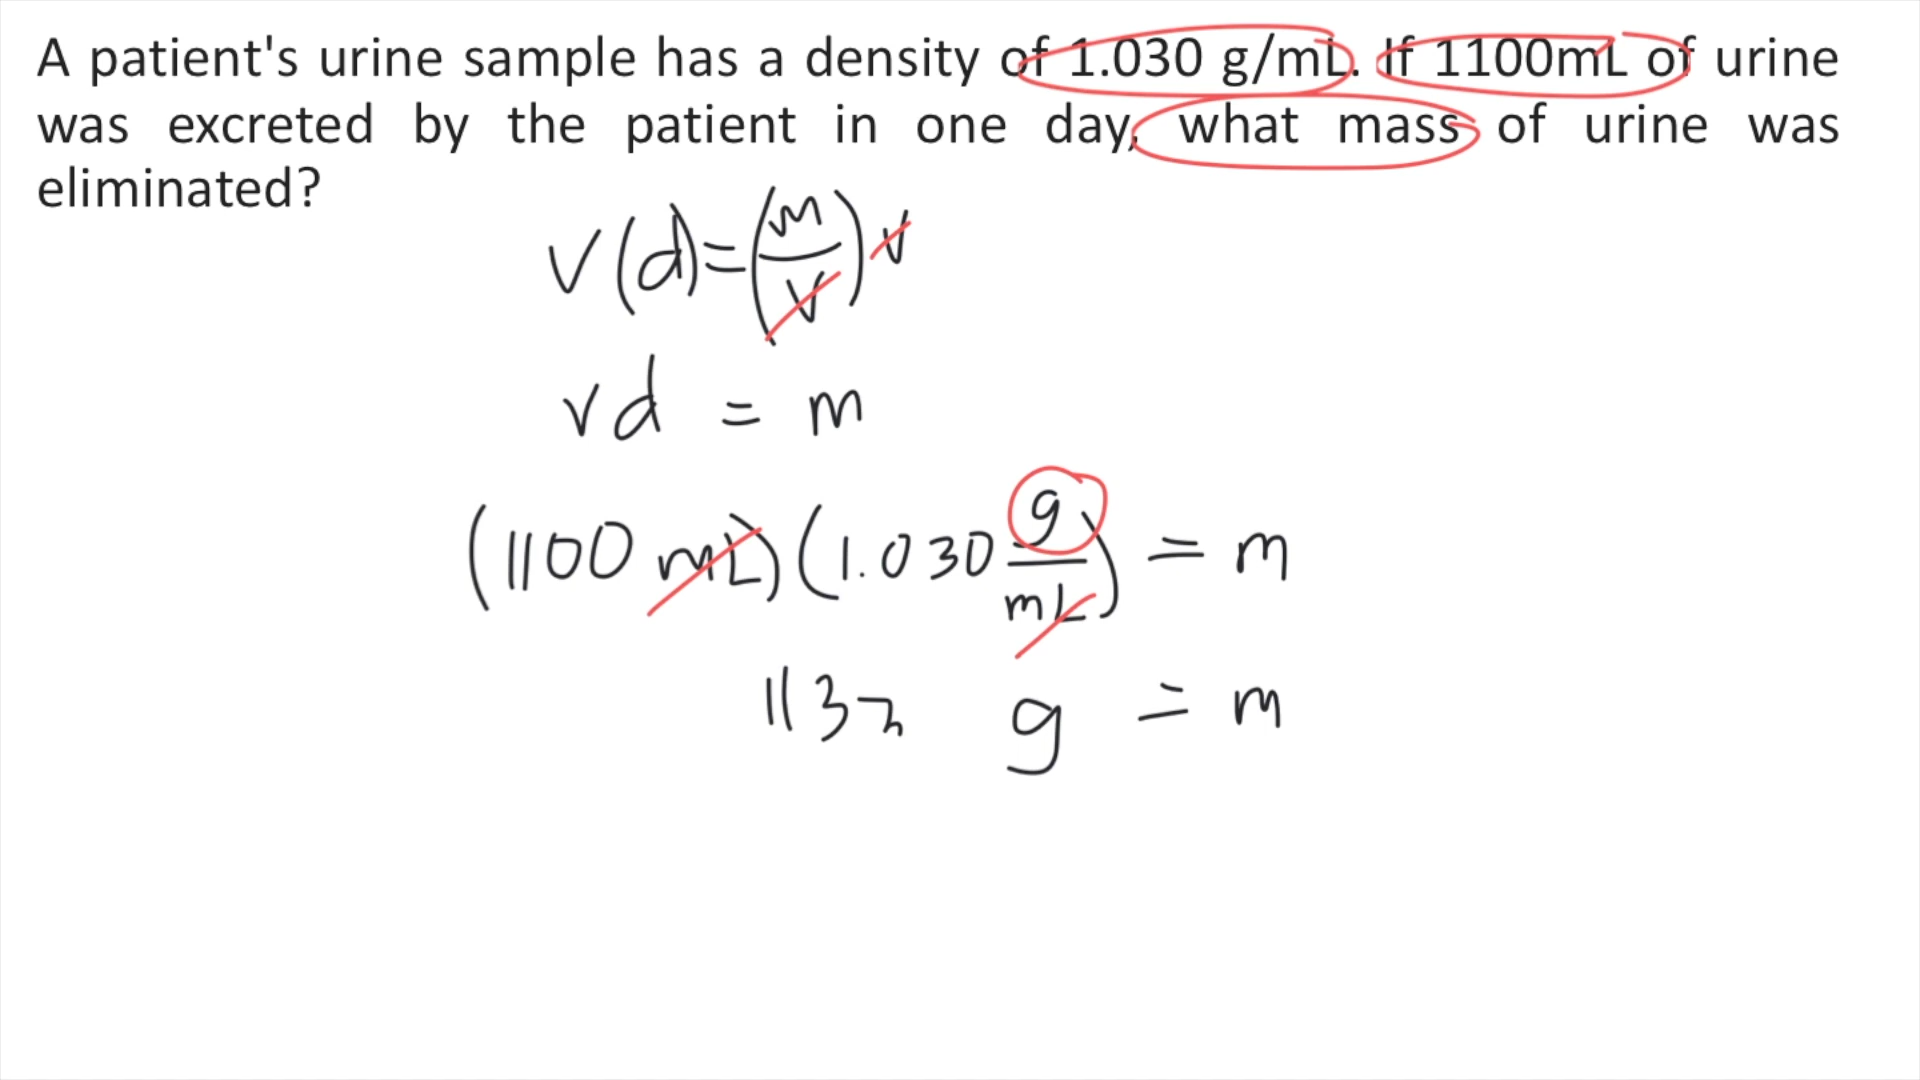 A patient's urine sample has a density of 1.030 g/mL. If 1100mL of urine
was excreted by the patient in one day, what mass of urine was
eliminated?
V(d)=(m/V)V
Vd = m
(1100 mL)(1.030 g/mL) = m
113 g = m